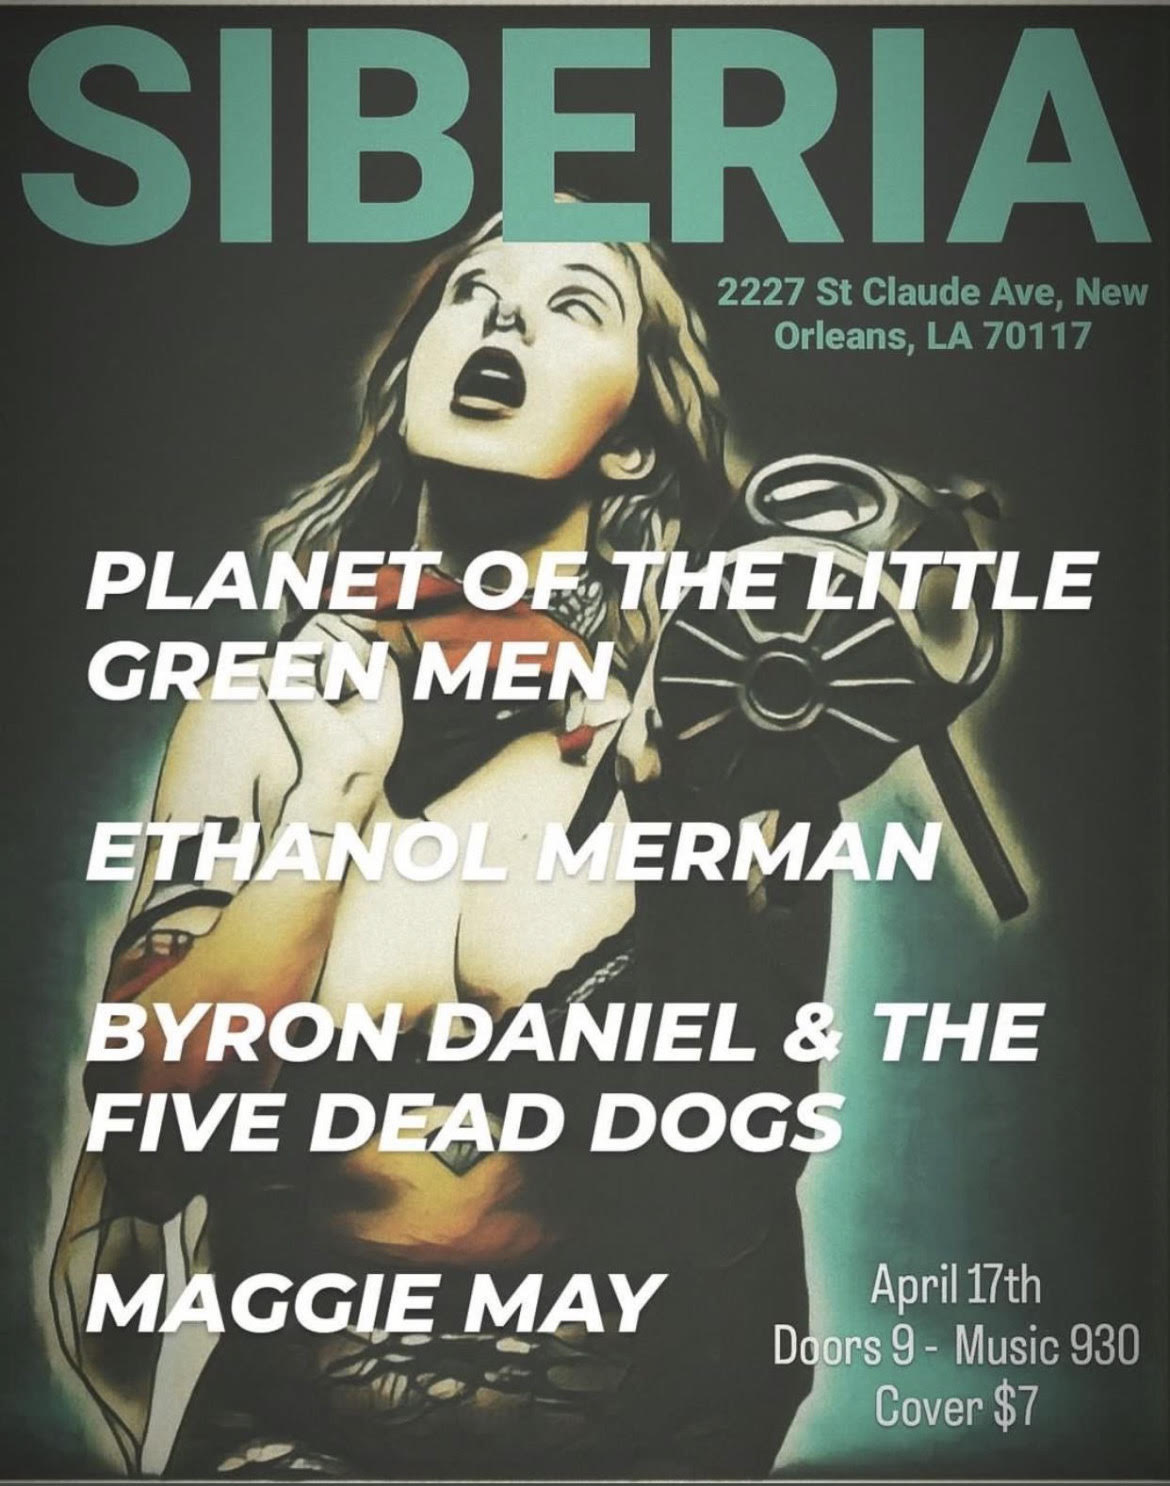 SIBERIA
2227 St Claude Ave, New
Orleans, LA 70117
PLANET OF THE LITTLE
GREEN MEN
ETHANOL MERMAN
BYRON DANIEL & THE
FIVE DEAD DOGS
MAGGIE MAY
April 17th
Doors 9 - Music 930
Cover $7